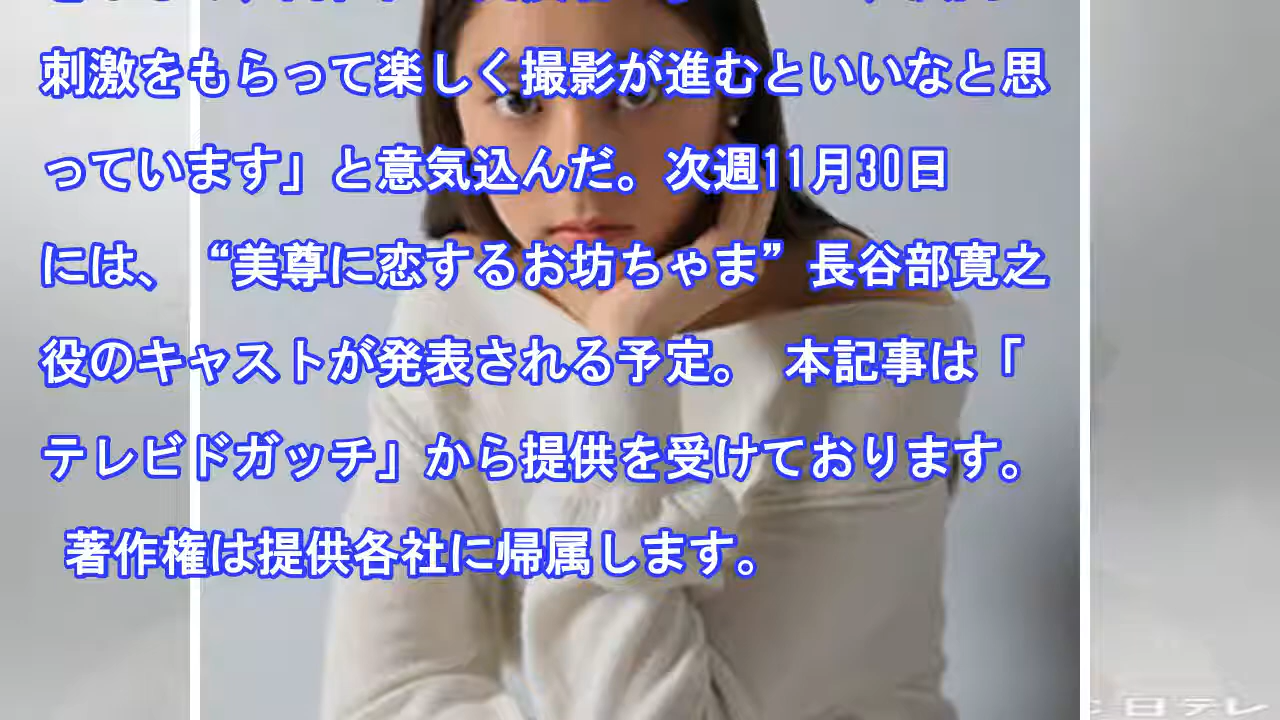 刺激をもらって楽しく撮影が進むといいなと思
っています」と意気込んだ。次週11月30日
には、“美尊に恋するお坊ちゃま”長谷部寛之
役のキャストが発表される予定。 本記事は「
テレビドガッチ」から提供を受けております。
著作権は提供各社に帰属します。
日テレ